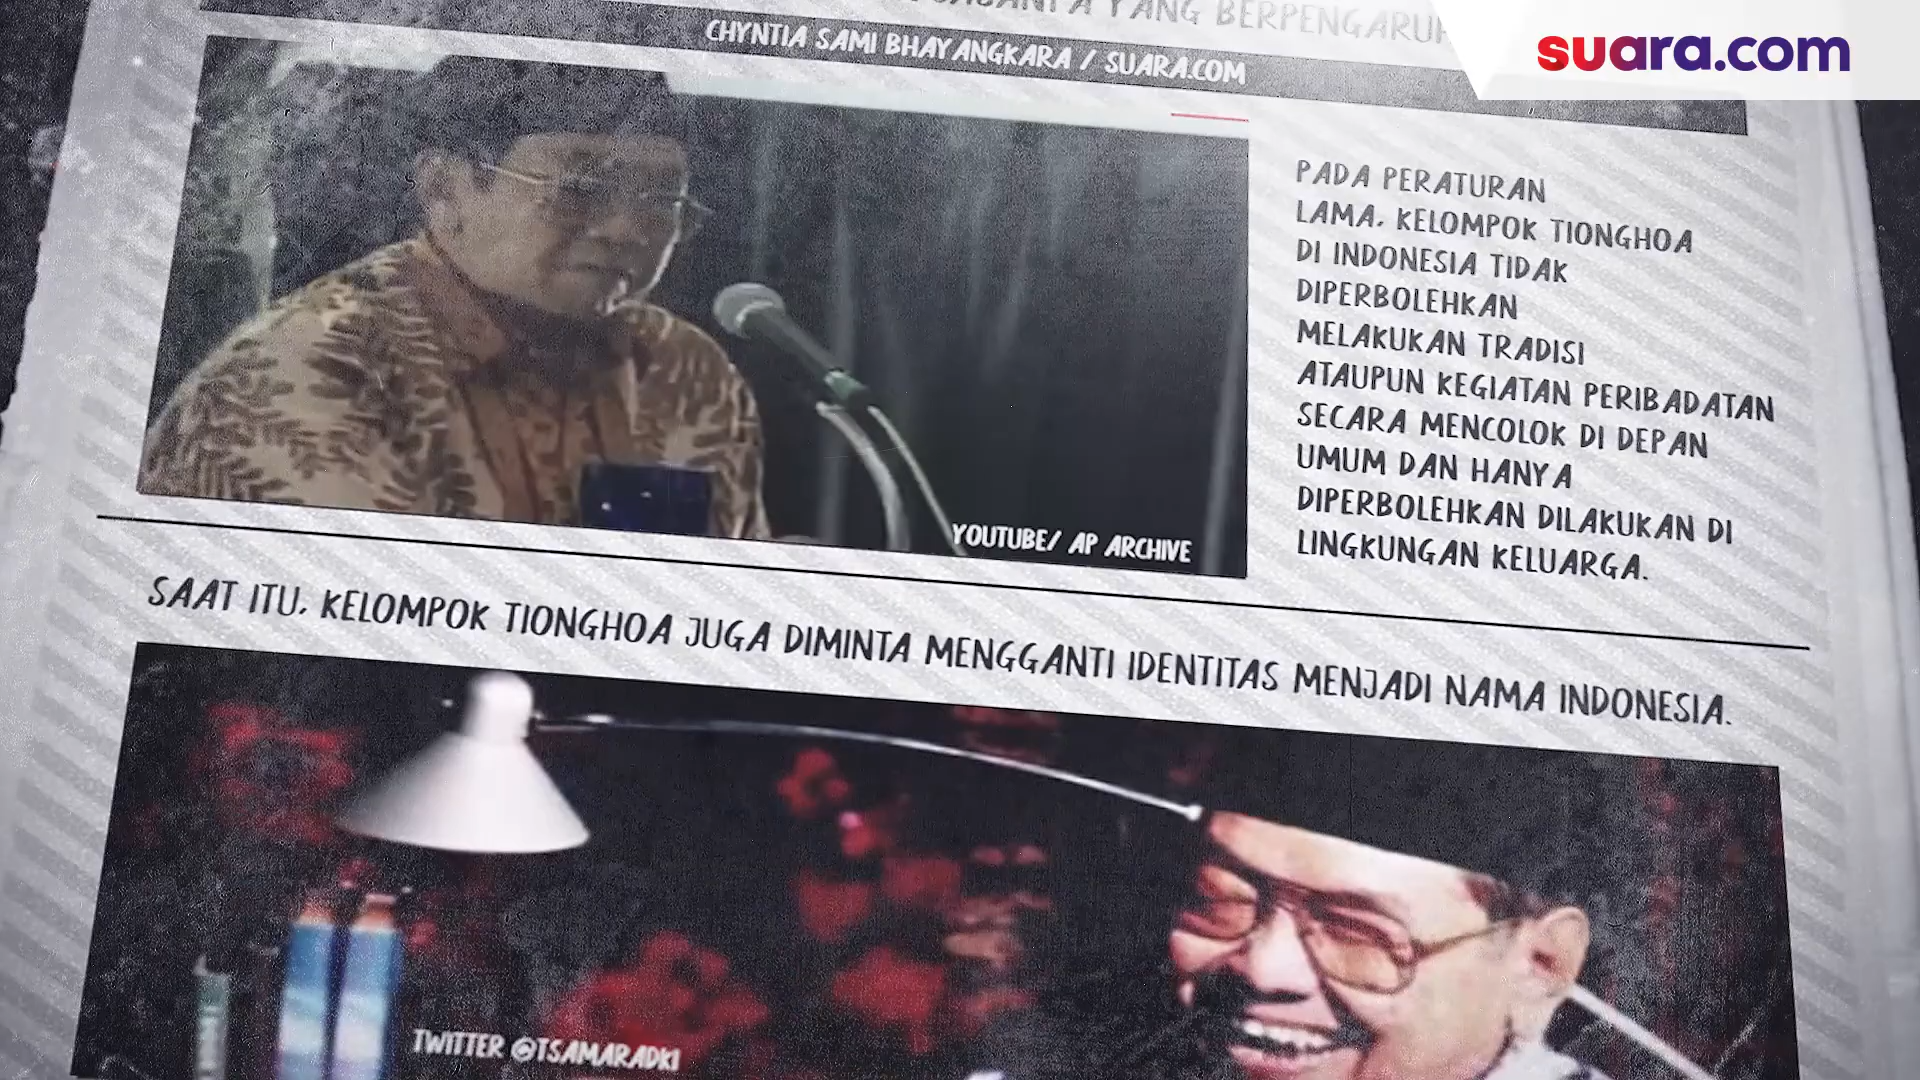 YANG BERPENGARUH
suara.com
CHYNTIA SAMI BHAYANGKARA / SUARA.COM
PADA PERATURAN
LAMA, KELOMPOK TIONGHOA
DI INDONESIA TIDAK
DIPERBOLEHKAN
MELAKUKAN TRADISI
ATAUPUN KEGIATAN PERIBADATAN
SECARA MENCOLOK DI DEPAN
UMUM DAN HANYA
DIPERBOLEHKAN DILAKUKAN DI
LINGKUNGAN KELUARGA.
YOUTUBE/ AP ARCHIVE
SAAT ITU, KELOMPOK TIONGHOA JUGA DIMINTA MENGGANTI IDENTITAS MENJADI NAMA INDONESIA.
TWITTER @TSAMARADKI